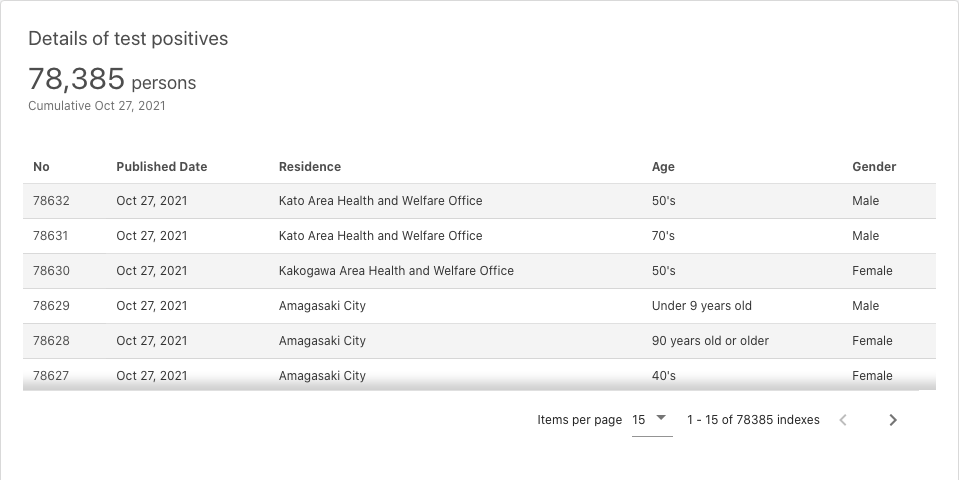 Details of test positives
78,385 persons
Cumulative Oct 27, 2021
No Published Date Residence Age Gender
78632 Oct 27, 2021 Kato Area Health and Welfare Office 50's Male
78631 Oct 27, 2021 Kato Area Health and Welfare Office 70's Male
78630 Oct 27, 2021 Kakogawa Area Health and Welfare Office 50's Female
78629 Oct 27, 2021 Amagasaki City Under 9 years old Male
78628 Oct 27, 2021 Amagasaki City 90 years old or older Female
78627 Oct 27, 2021 Amagasaki City 40's Female
Items per page 15 1 - 15 of 78385 indexes